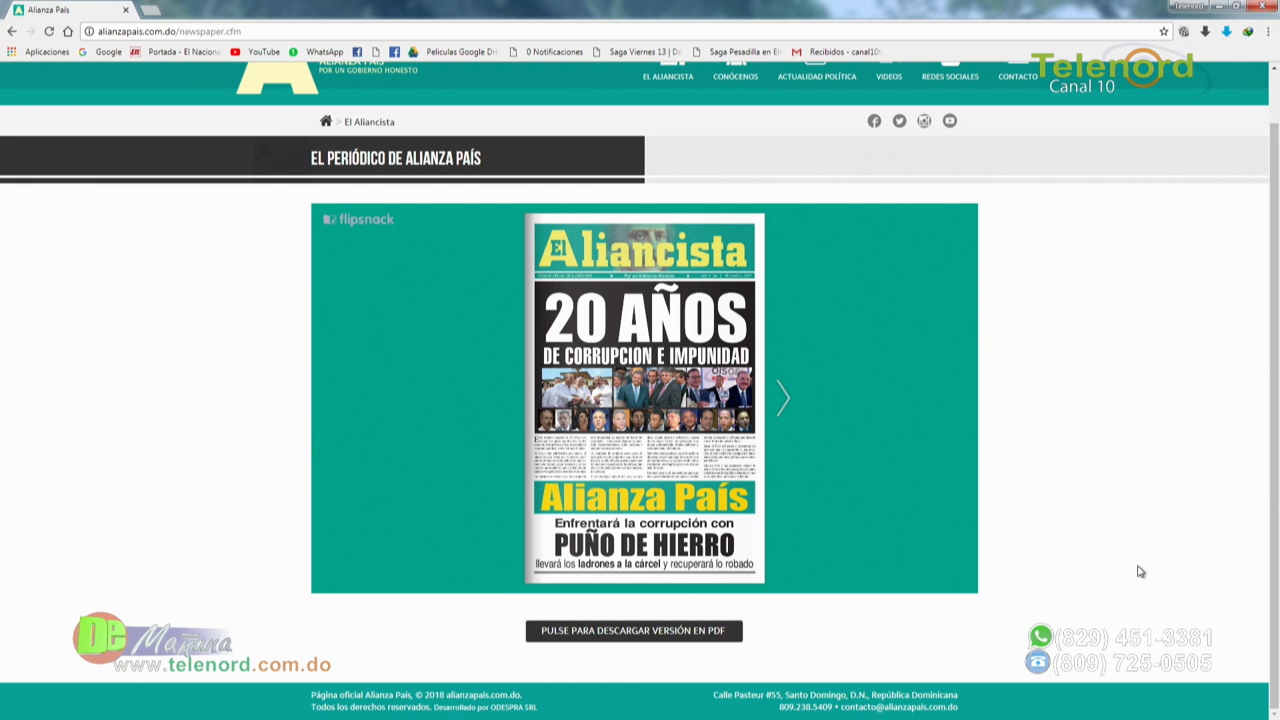 Alianza País
Telenord
alianzapais.com.do/newspaper.cfm
Aplicaciones
Google
Portada - El Naciona
YouTube
WhatsApp
Peliculas Google Dri
0 Notificaciones
Saga Viernes 13 | Do
Saga Pesadilla en El
Recibidos - canal10
POR UN GOBIERNO HONESTO
EL ALIANCISTA
CONÓCENOS
ACTUALIDAD POLÍTICA
VIDEOS
REDES SOCIALES
CONTACTO
Telenord
Canal 10
> El Aliancista
EL PERIÓDICO DE ALIANZA PAÍS
flipsnack
El Aliancista
20 AÑOS
DE CORRUPCION E IMPUNIDAD
Alianza País
Enfrentará la corrupción con
PUÑO DE HIERRO
llevará los ladrones a la cárcel y recuperará lo robado
PULSE PARA DESCARGAR VERSIÓN EN PDF
De Mañana
www.telenord.com.do
(829) 451-3381
(809) 725-0505
Página oficial Alianza País, © 2018 alianzapais.com.do.
Todos los derechos reservados. Desarrollado por ODESPRA SRL
Calle Pasteur #55, Santo Domingo, D.N., República Dominicana
809.238.5409 • contacto@alianzapais.com.do